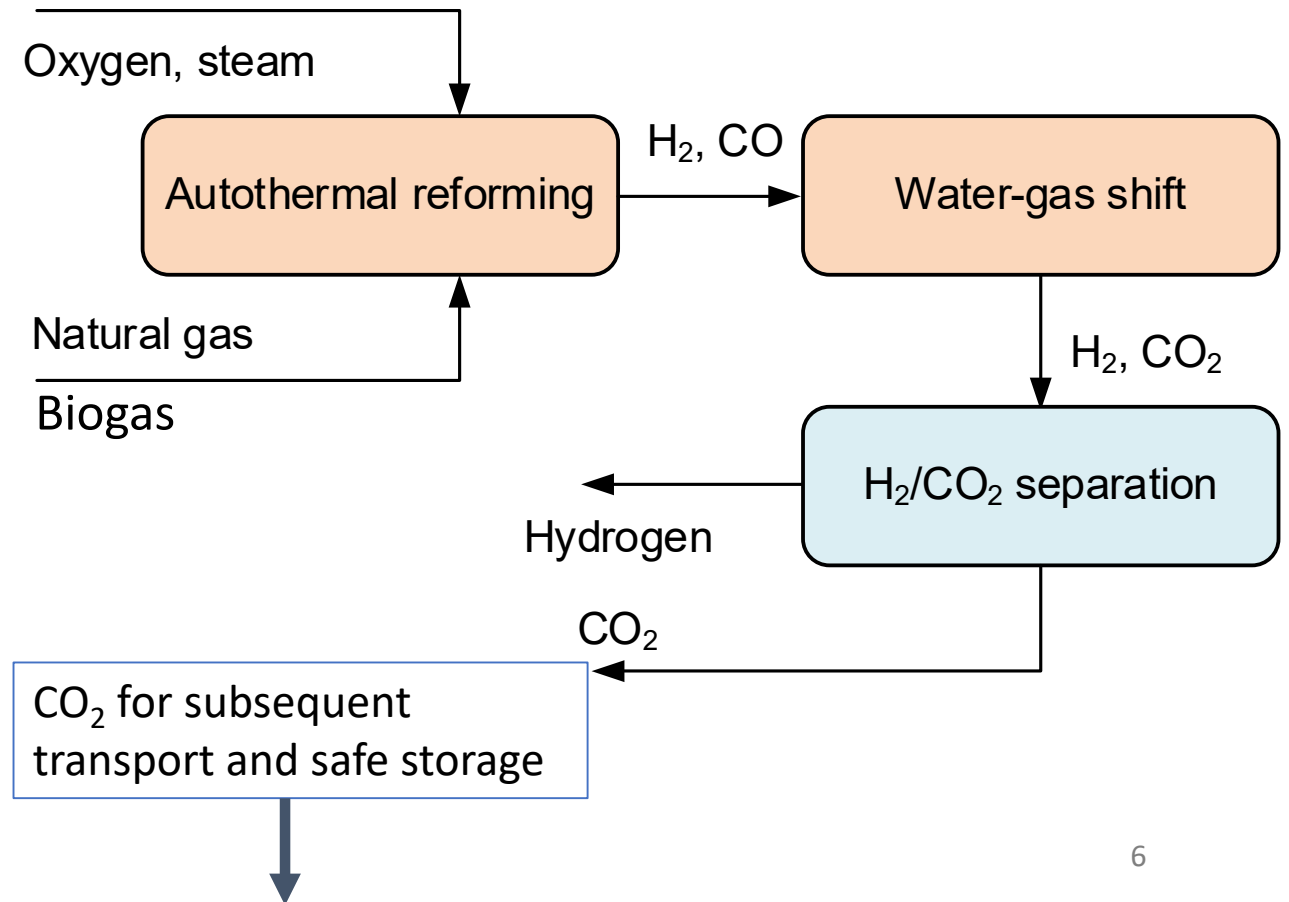 Oxygen, steam
Autothermal reforming
H₂, CO
Water-gas shift
Natural gas
Biogas
H₂, CO₂
H₂/CO₂ separation
Hydrogen
CO₂
CO₂ for subsequent
transport and safe storage
6